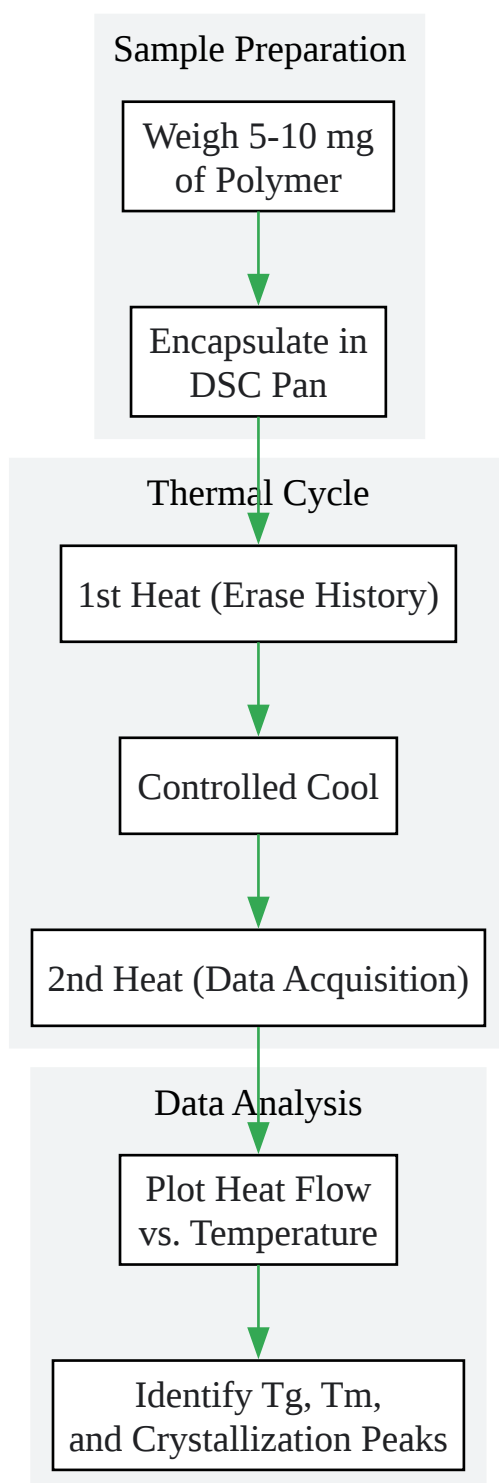 Sample Preparation
Weigh 5-10 mg
of Polymer
Encapsulate in
DSC Pan
Thermal Cycle
1st Heat (Erase History)
Controlled Cool
2nd Heat (Data Acquisition)
Data Analysis
Plot Heat Flow
vs. Temperature
Identify Tg, Tm,
and Crystallization Peaks